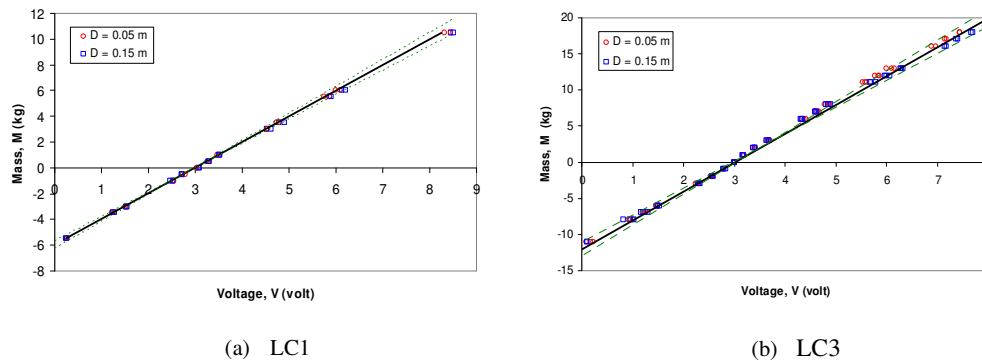 12
10
8
6
4
2
0
-2
-4
-6
-8
Mass, M (kg)
D = 0.05 m
D = 0.15 m
0 1 2 3 4 5 6 7 8 9
Voltage, V (volt)
(a) LC1
20
15
10
5
0
-5
-10
-15
Mass, M (kg)
D = 0.05 m
D = 0.15 m
0 1 2 3 4 5 6 7
Voltage, V (volt)
(b) LC3